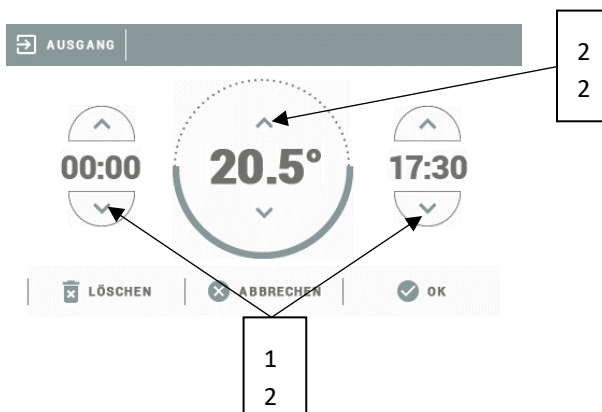 AUSGANG
2
2
00:00
20.5°
17:30
LÖSCHEN
ABBRECHEN
OK
1
2